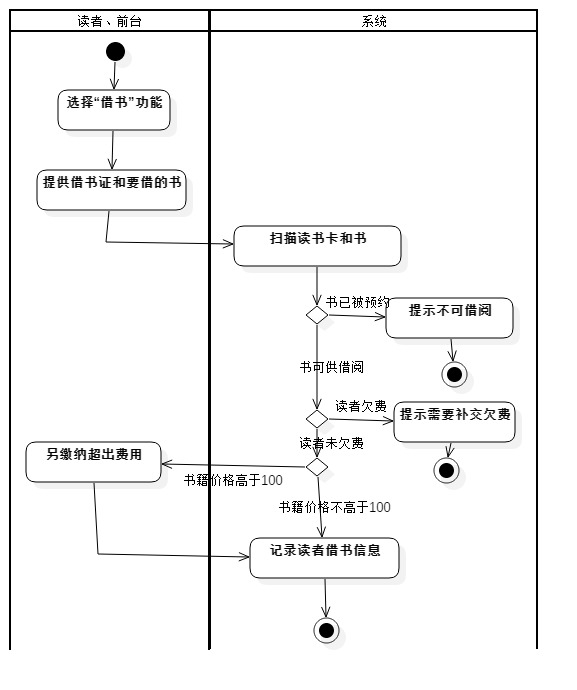 读者、前台
系统
选择“借书”功能
提供借书证和要借的书
扫描读书卡和书
书已被预约
提示不可借阅
书可供借阅
读者欠费
提示需要补交欠费
读者未欠费
另缴纳超出费用
书籍价格高于100
书籍价格不高于100
记录读者借书信息